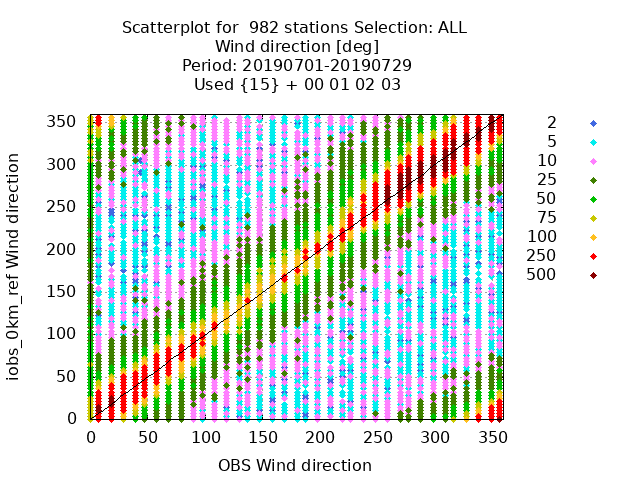 Scatterplot for 982 stations Selection: ALL
Wind direction [deg]
Period: 20190701-20190729
Used {15} + 00 01 02 03
iobs_0km_ref Wind direction
350
300
250
200
150
100
50
0
0 50 100 150 200 250 300 350
OBS Wind direction
2
5
10
25
50
75
100
250
500